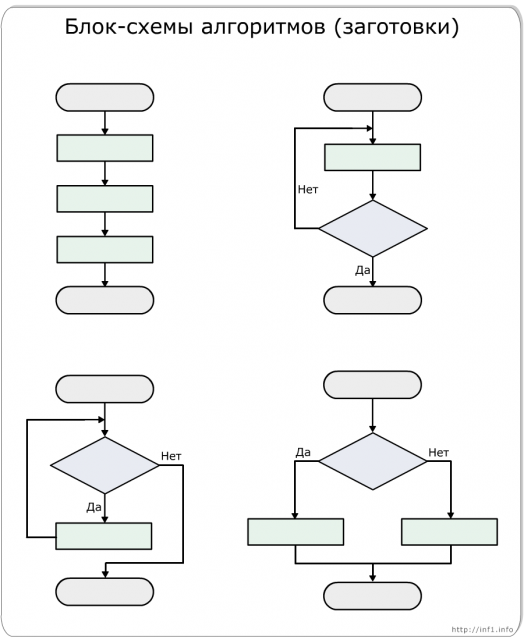 Блок-схемы алгоритмов (заготовки)
Нет
Да
Нет
Да
Да
Нет
http://inf1.info